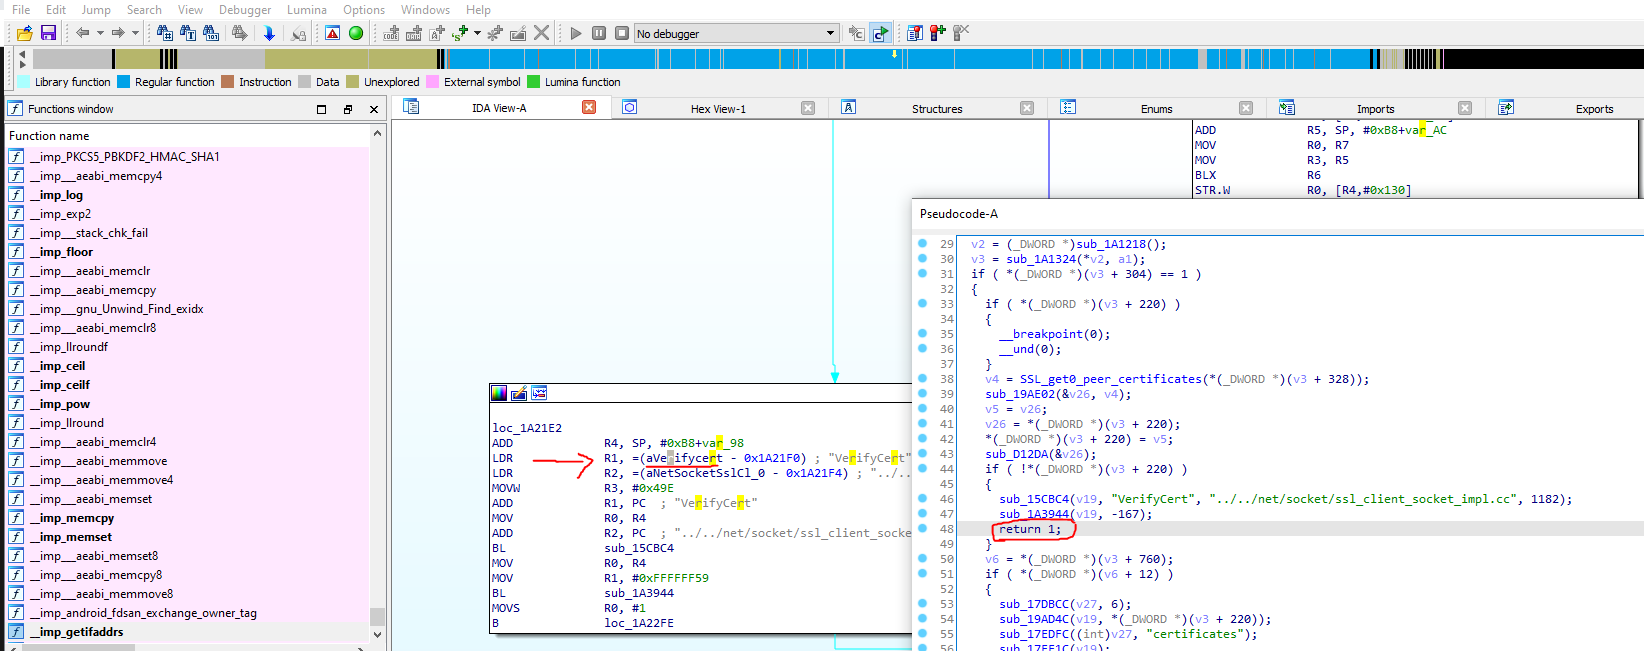 File Edit Jump Search View Debugger Lumina Options Windows Help
No debugger
Library function Regular function Instruction Data Unexplored External symbol Lumina function
Functions window
Function name
__imp_PKCS5_PBKDF2_HMAC_SHA1
__imp___aeabi_memcpy4
__imp_log
__imp_exp2
__imp___stack_chk_fail
__imp_floor
__imp___aeabi_memclr
__imp___aeabi_memcpy
__imp___gnu_Unwind_Find_exidx
__imp___aeabi_memclr8
__imp_llroundf
__imp_ceil
__imp_ceilf
__imp_pow
__imp_llround
__imp___aeabi_memclr4
__imp___aeabi_memmove
__imp___aeabi_memmove4
__imp___aeabi_memset
__imp_memcpy
__imp_memset
__imp___aeabi_memset8
__imp___aeabi_memcpy8
__imp___aeabi_memmove8
__imp_android_fdsan_exchange_owner_tag
__imp_getifaddrs
IDA View-A Hex View-1 Structures Enums Imports Exports
ADD R5, SP, #0xB8+var_AC
MOV R0, R7
MOV R3, R5
BLX R6
STR.W R0, [R4,#0x130]
loc_1A21E2
ADD R4, SP, #0xB8+var_98
LDR R1, =(aVerifycert - 0x1A21F0) ; "VerifyCert"
LDR R2, =(aNetSocketSslCl_0 - 0x1A21F4) ; "../..
MOVW R3, #0x49E
ADD R1, PC ; "VerifyCert"
MOV R0, R4
ADD R2, PC ; "../../net/socket/ssl_client_socke
BL sub_15CBC4
MOV R0, R4
MOV R1, #0xFFFFFF59
BL sub_1A3944
MOVS R0, #1
B loc_1A22FE
Pseudocode-A
29 v2 = (_DWORD *)sub_1A1218();
30 v3 = sub_1A1324(*v2, a1);
31 if ( *(_DWORD *)(v3 + 304) == 1 )
32 {
33 if ( *(_DWORD *)(v3 + 220) )
34 {
35 __breakpoint(0);
36 __und(0);
37 }
38 v4 = SSL_get0_peer_certificates(*(_DWORD *)(v3 + 328));
39 sub_19AE02(&v26, v4);
40 v5 = v26;
41 v26 = *(_DWORD *)(v3 + 220);
42 *(_DWORD *)(v3 + 220) = v5;
43 sub_D12DA(&v26);
44 if ( !*(_DWORD *)(v3 + 220) )
45 {
46 sub_15CBC4(v19, "VerifyCert", "../../net/socket/ssl_client_socket_impl.cc", 1182);
47 sub_1A3944(v19, -167);
48 return 1;
49 }
50 v6 = *(_DWORD *)(v3 + 760);
51 if ( *(_DWORD *)(v6 + 12) )
52 {
53 sub_17DBCC(v27, 6);
54 sub_19AD4C(v19, *(_DWORD *)(v3 + 220));
55 sub_17EDFC((int)v27, "certificates");
56 sub_17EE1C(v19);